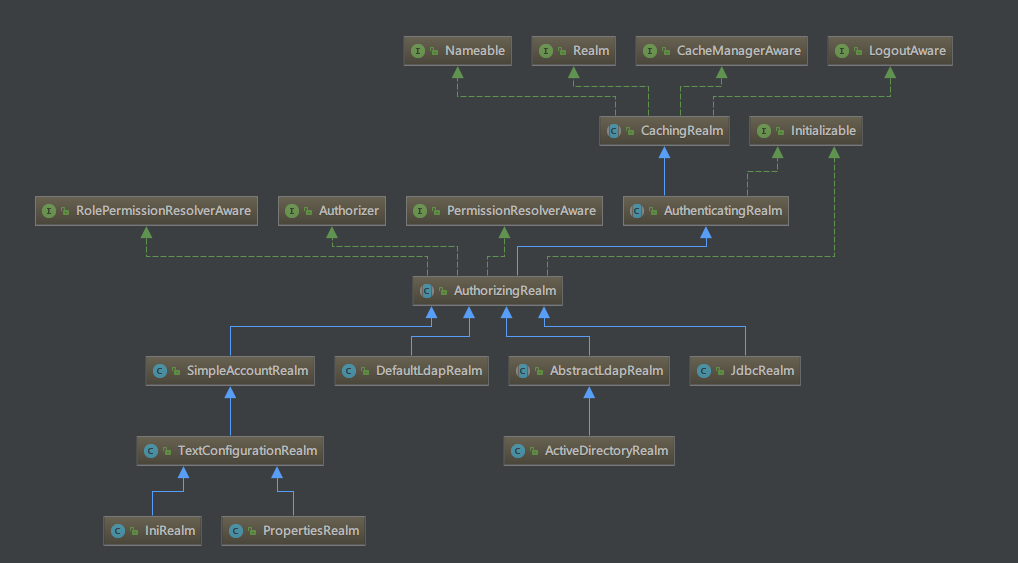 Nameable
Realm
CacheManagerAware
LogoutAware
CachingRealm
Initializable
RolePermissionResolverAware
Authorizer
PermissionResolverAware
AuthenticatingRealm
AuthorizingRealm
SimpleAccountRealm
DefaultLdapRealm
AbstractLdapRealm
JdbcRealm
TextConfigurationRealm
ActiveDirectoryRealm
IniRealm
PropertiesRealm